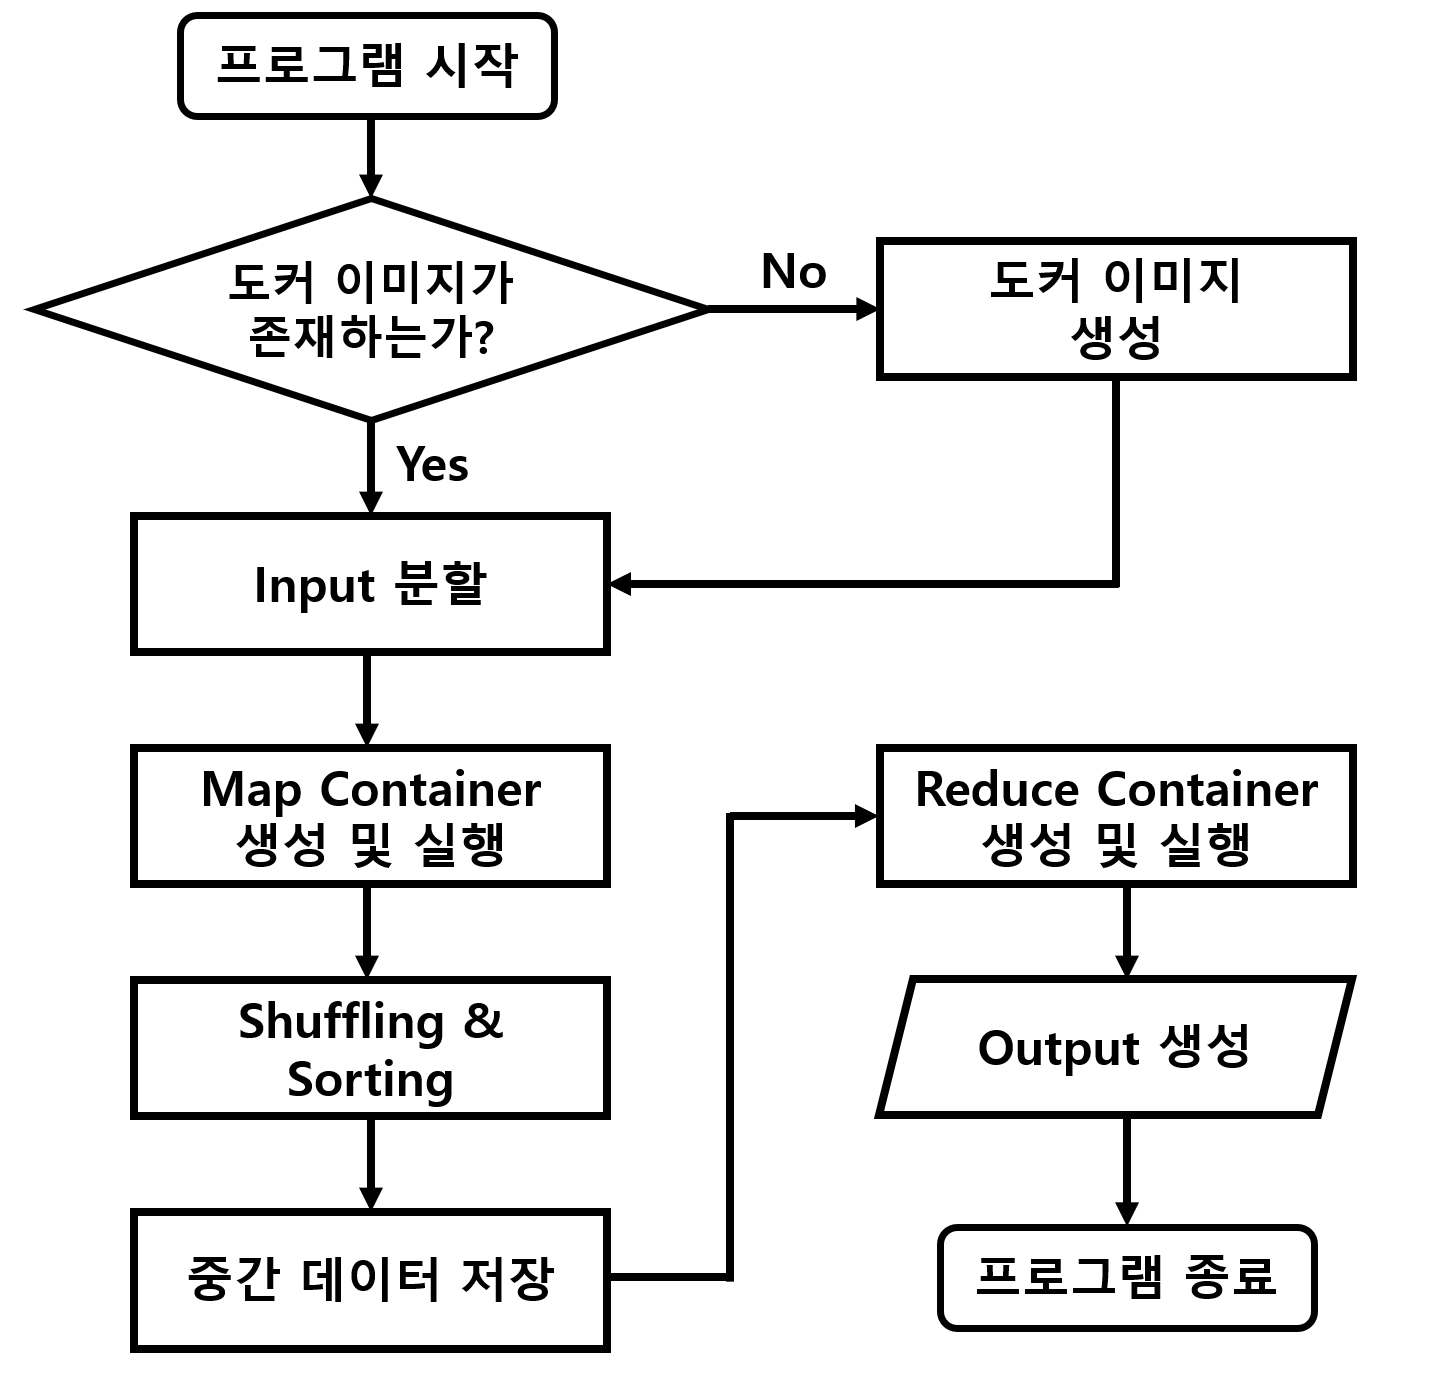 프로그램 시작
도커 이미지가
존재하는가?
No
도커 이미지
생성
Yes
Input 분할
Map Container
생성 및 실행
Shuffling &
Sorting
중간 데이터 저장
Reduce Container
생성 및 실행
Output 생성
프로그램 종료